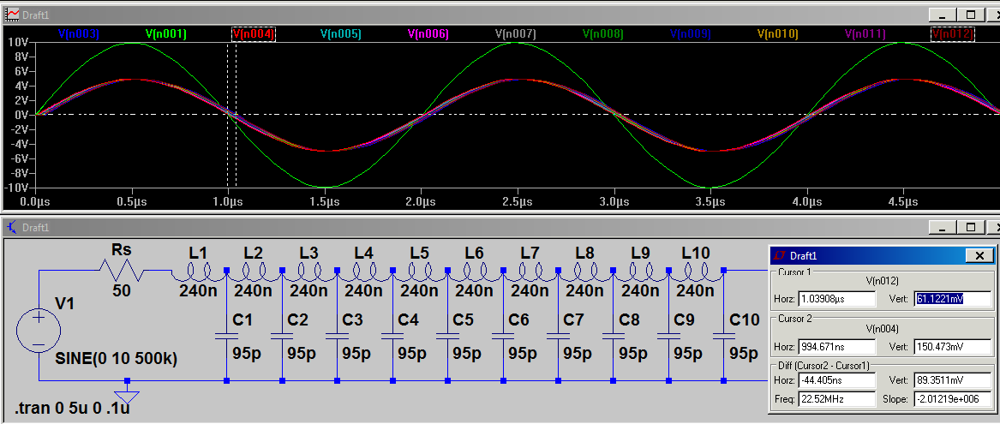 Draft1
V(n003) V(n001) V(n004) V(n005) V(n006) V(n007) V(n008) V(n009) V(n010) V(n011) V(n012)
10V
8V
6V
4V
2V
0V
-2V
-4V
-6V
-8V
-10V
0.0µs 0.5µs 1.0µs 1.5µs 2.0µs 2.5µs 3.0µs 3.5µs 4.0µs 4.5µs
Draft1
Rs L1 L2 L3 L4 L5 L6 L7 L8 L9 L10
50 240n 240n 240n 240n 240n 240n 240n 240n 240n 240n
V1
C1 C2 C3 C4 C5 C6 C7 C8 C9 C10
95p 95p 95p 95p 95p 95p 95p 95p 95p 95p
SINE(0 10 500k)
.tran 0 5u 0 .1u
Draft1
Cursor 1
V(n012)
Horz: 1.03908µs Vert: 61.1221mV
Cursor 2
V(n004)
Horz: 994.671ns Vert: 150.473mV
Diff (Cursor2 - Cursor1)
Horz: -44.405ns Vert: 89.3511mV
Freq: 22.52MHz Slope: -2.01219e+006